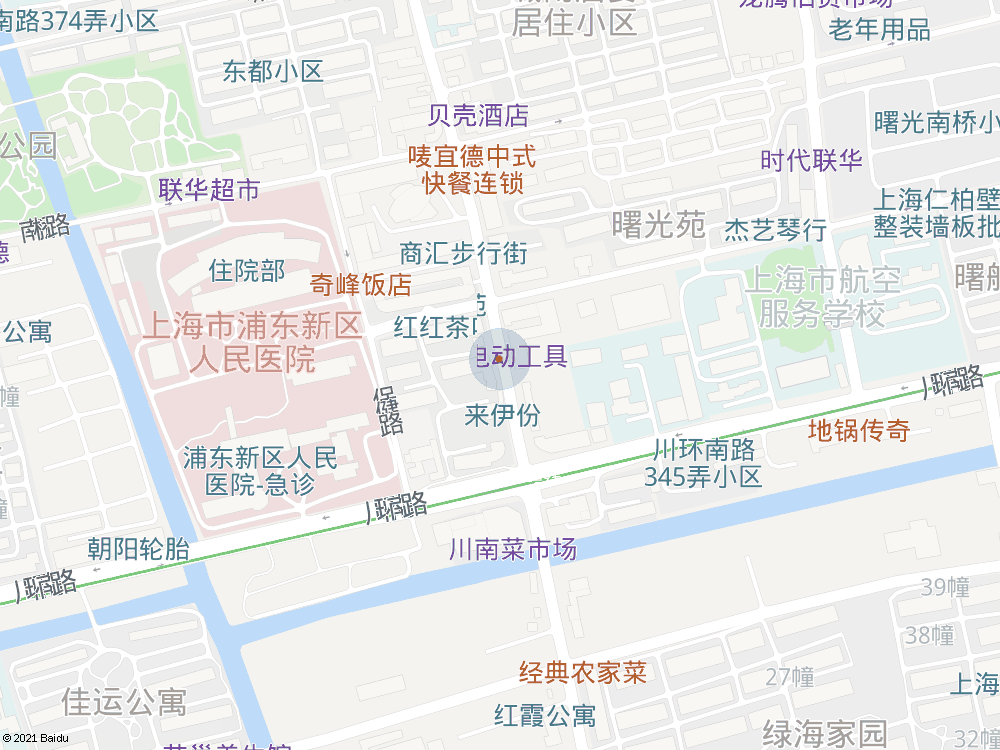 南路374弄小区
居住小区
老年用品
东都小区
贝壳酒店
公园
曙光南桥小
唛宜德中式
快餐连锁
时代联华
联华超市
上海仁柏壁
整装墙板批
曙光苑
杰艺琴行
商汇步行街
住院部
奇峰饭店
上海市航空
服务学校
曙航
公寓
红红茶
上海市浦东新区
人民医院
电动工具
幢
保健路
来伊份
地锅传奇
浦东新区人民
医院-急诊
川环南路
345弄小区
川环南路
川环南路
朝阳轮胎
川南菜市场
川环南路
39幢
38幢
经典农家菜
27幢
佳运公寓
上海
红霞公寓
绿海家园
32幢
© 2021 Baidu